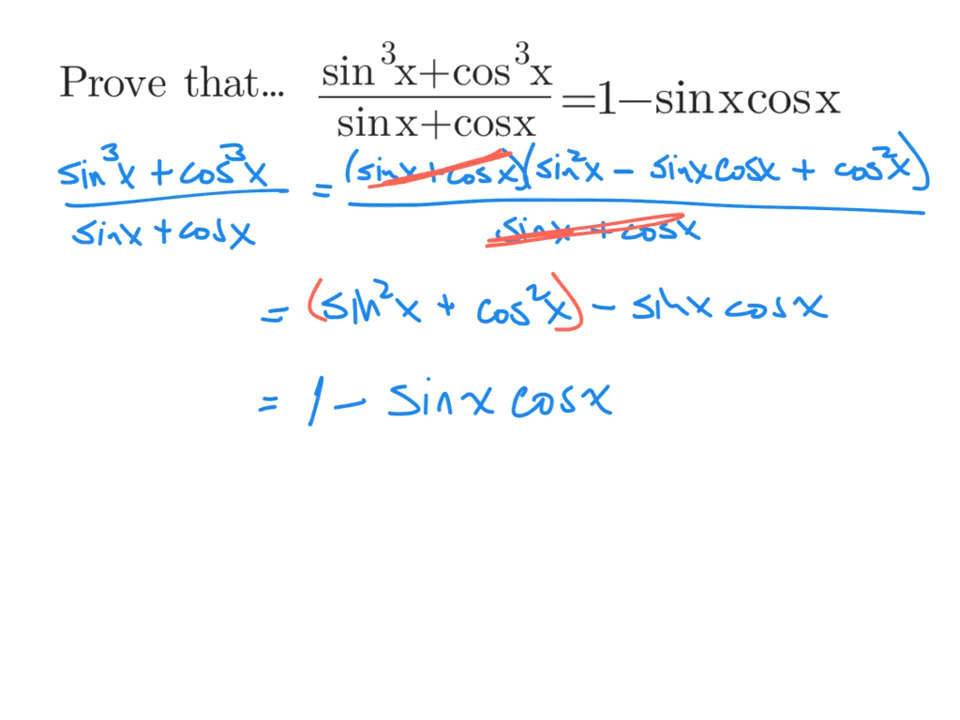 Prove that... (sin³x+cos³x)/(sinx+cosx)=1−sinxcosx
(sin³x + cos³x)/(sinx + cosx) = ((sinx + cosx)(sin²x − sinxcosx + cos²x))/(sinx + cosx)
= (sin²x + cos²x) − sinx cosx
= 1 − sinx cosx